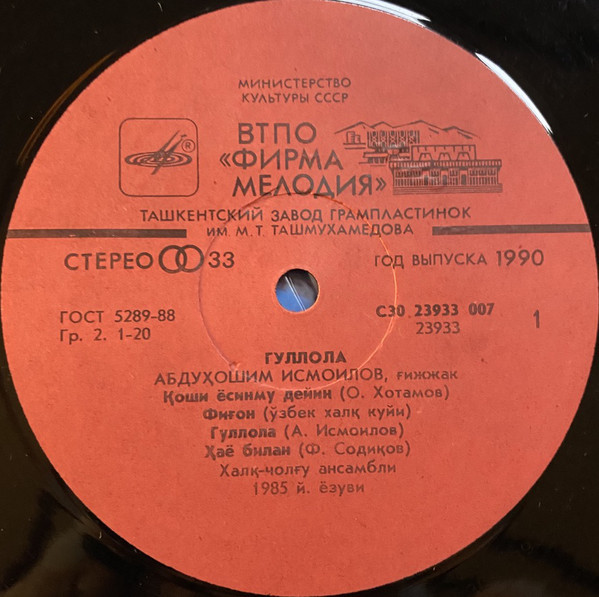 МИНИСТЕРСТВО
КУЛЬТУРЫ СССР
ВТПО
«ФИРМА
МЕЛОДИЯ»
®
ТАШКЕНТСКИЙ ЗАВОД ГРАМПЛАСТИНОК
ИМ М.Т. ТАШМУХАМЕДОВА
СТЕРЕО 33
ГОД ВЫПУСКА 1990
ГОСТ 5289-88
Гр. 2. 1-20
С30 23933 007
23933
1
ГУЛЛОЛА
АБДУҲОШИМ ИСМОИЛОВ, ғижжак
Қоши ёсинму дейин (О. Хотамов)
Фиғон (ўзбек халқ куйи)
Гуллола (А. Исмоилов)
Ҳаё билан (Ф. Содиқов)
Халқ-чолғу ансамбли
1985 й. ёзуви